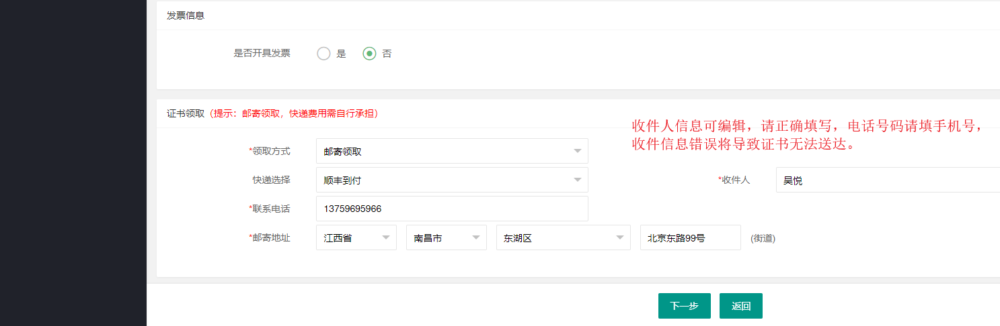 发票信息
是否开具发票 是 否
证书领取（提示：邮寄领取，快递费用需自行承担）
收件人信息可编辑，请正确填写，电话号码请填手机号，
收件信息错误将导致证书无法送达。
*领取方式 邮寄领取
快递选择 顺丰到付 *收件人 吴悦
*联系电话 13759695966
*邮寄地址 江西省 南昌市 东湖区 北京东路99号 (街道)
下一步 返回